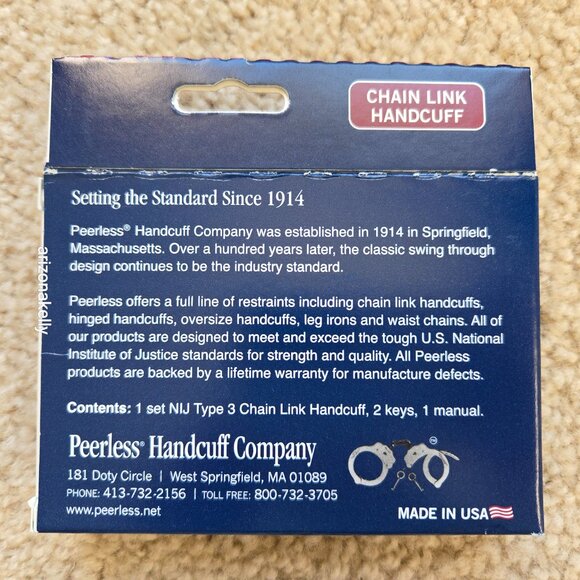 CHAIN LINK
HANDCUFF
Setting the Standard Since 1914
Peerless® Handcuff Company was established in 1914 in Springfield,
Massachusetts. Over a hundred years later, the classic swing through
design continues to be the industry standard.
Peerless offers a full line of restraints including chain link handcuffs,
hinged handcuffs, oversize handcuffs, leg irons and waist chains. All of
our products are designed to meet and exceed the tough U.S. National
Institute of Justice standards for strength and quality. All Peerless
products are backed by a lifetime warranty for manufacture defects.
Contents: 1 set NIJ Type 3 Chain Link Handcuff, 2 keys, 1 manual.
Peerless® Handcuff Company
181 Doty Circle | West Springfield, MA 01089
PHONE: 413-732-2156 | TOLL FREE: 800-732-3705
www.peerless.net
™
MADE IN USA
arizonakelly